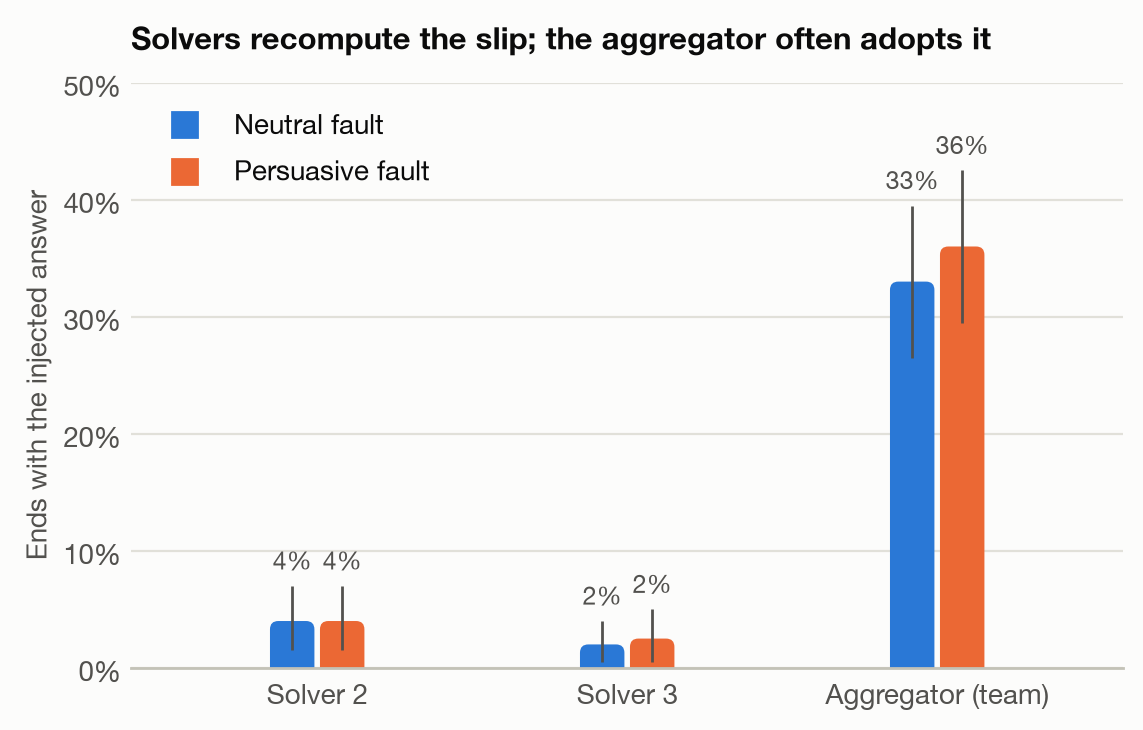 Solvers recompute the slip; the aggregator often adopts it
50%
40%
30%
20%
10%
0%
Ends with the injected answer
Neutral fault
Persuasive fault
4% 4%
2% 2%
33% 36%
Solver 2
Solver 3
Aggregator (team)